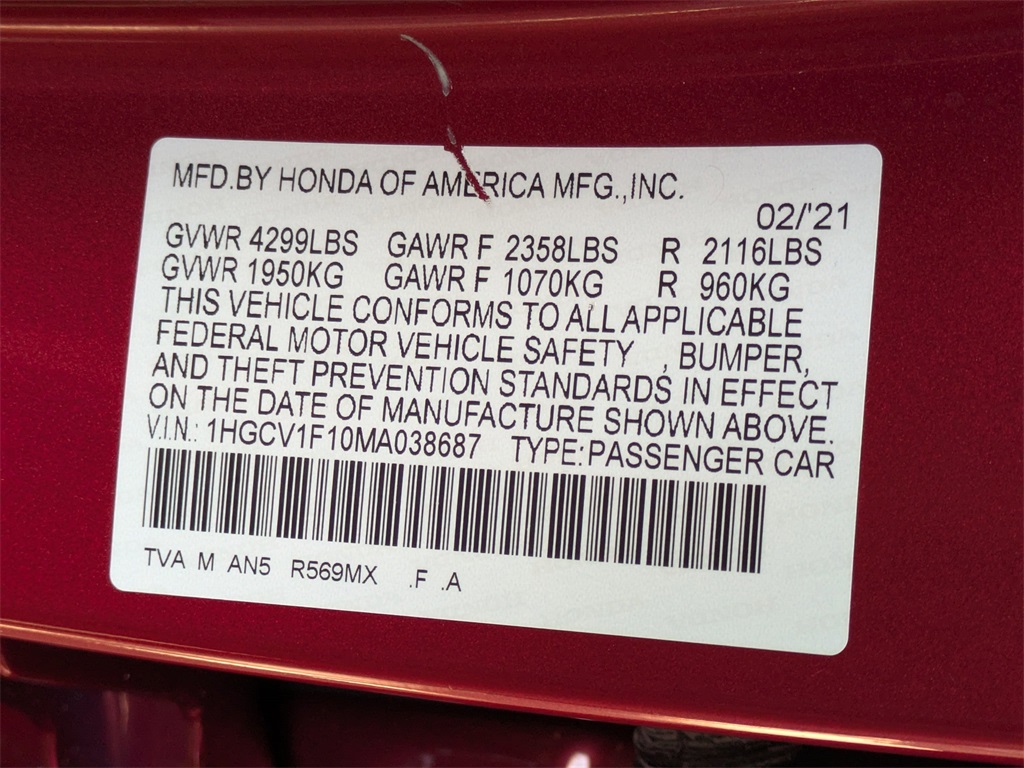 MFD.BY HONDA OF AMERICA MFG.,INC.
02/'21
GVWR 4299LBS GAWR F 2358LBS R 2116LBS
GVWR 1950KG GAWR F 1070KG R 960KG
THIS VEHICLE CONFORMS TO ALL APPLICABLE
FEDERAL MOTOR VEHICLE SAFETY , BUMPER,
AND THEFT PREVENTION STANDARDS IN EFFECT
ON THE DATE OF MANUFACTURE SHOWN ABOVE.
V.I.N.: 1HGCV1F10MA038687 TYPE:PASSENGER CAR
TVA M AN5 R569MX .F .A